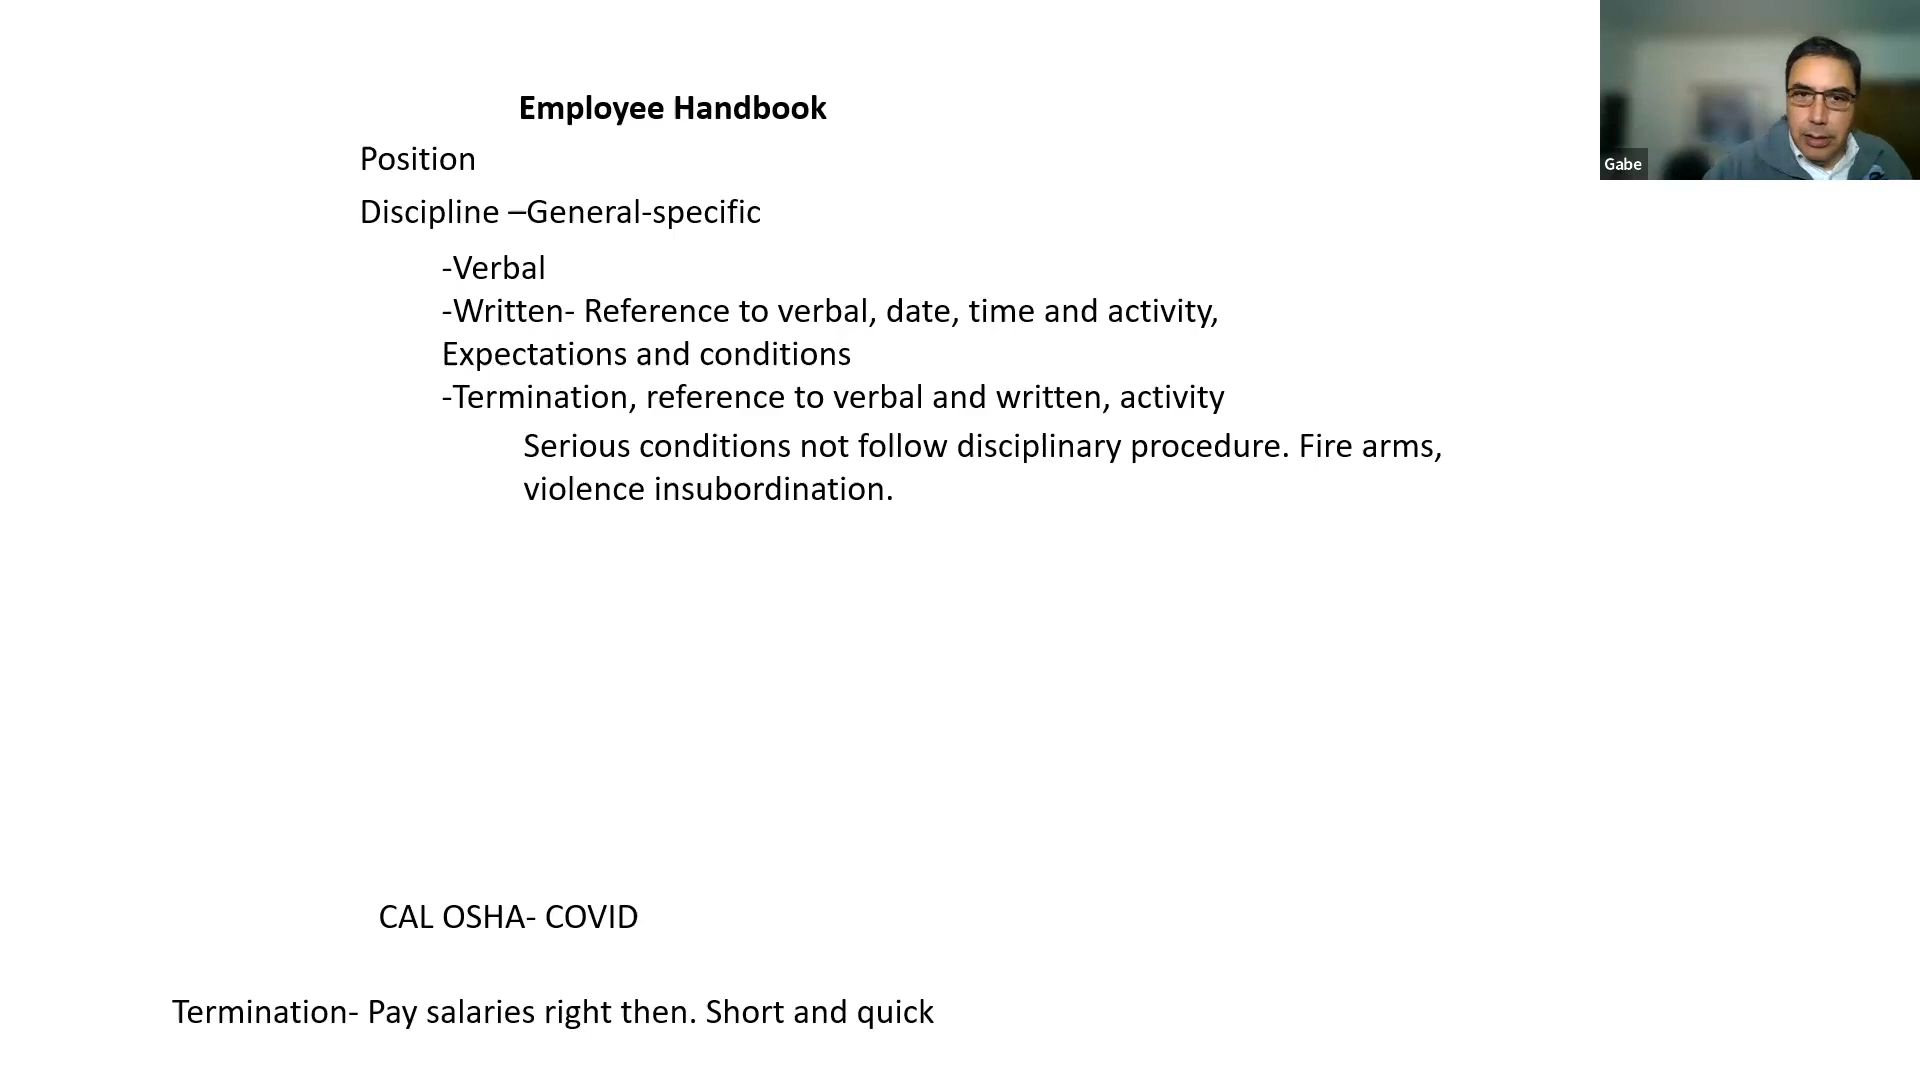 Employee Handbook
Position
Discipline –General-specific
-Verbal
-Written- Reference to verbal, date, time and activity,
Expectations and conditions
-Termination, reference to verbal and written, activity
Serious conditions not follow disciplinary procedure. Fire arms,
violence insubordination.
CAL OSHA- COVID
Termination- Pay salaries right then. Short and quick
Gabe